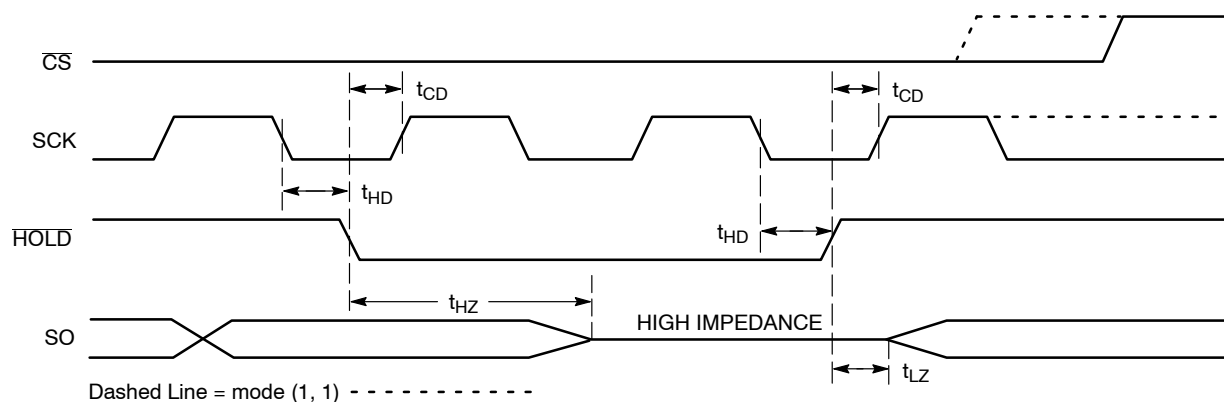 CS
tCD
tCD
SCK
tHD
HOLD
tHD
tHZ
HIGH IMPEDANCE
SO
tLZ
Dashed Line = mode (1, 1)